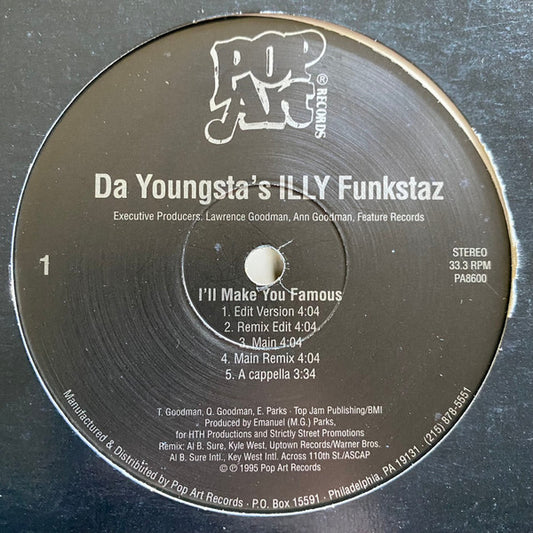 POP
ART
® RECORDS
Da Youngsta's ILLY Funkstaz
Executive Producers: Lawrence Goodman, Ann Goodman, Feature Records
1
STEREO
33.3 RPM
PA8600
I'll Make You Famous
1. Edit Version 4:04
2. Remix Edit 4:04
3. Main 4:04
4. Main Remix 4:04
5. A cappella 3:34
T. Goodman, Q. Goodman, E. Parks · Top Jam Publishing/BMI
Produced by Emanuel (M.G.) Parks,
for HTH Productions and Strictly Street Promotions
Remix: Al B. Sure, Kyle West, Uptown Records/Warner Bros.
Al B. Sure Intl., Key West Intl. Across 110th St./ASCAP
© ℗ 1995 Pop Art Records
Manufactured & Distributed by Pop Art Records · P.O. Box 15591 · Philadelphia, PA 19131 (215) 878-5551